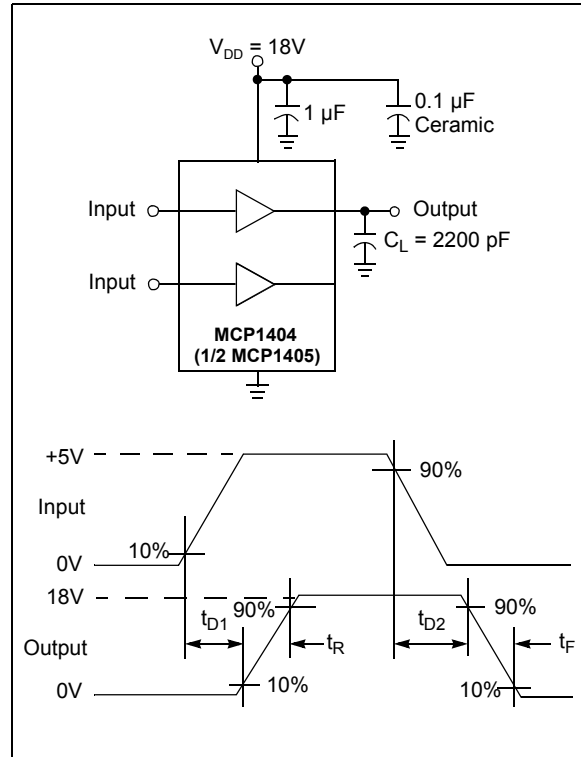 V_DD = 18V
1 µF
0.1 µF
Ceramic
Input
Output
C_L = 2200 pF
Input
MCP1404
(1/2 MCP1405)
+5V
90%
Input
10%
0V
18V
90%
t_D1
t_R
t_D2
90%
t_F
Output
0V
10%
10%